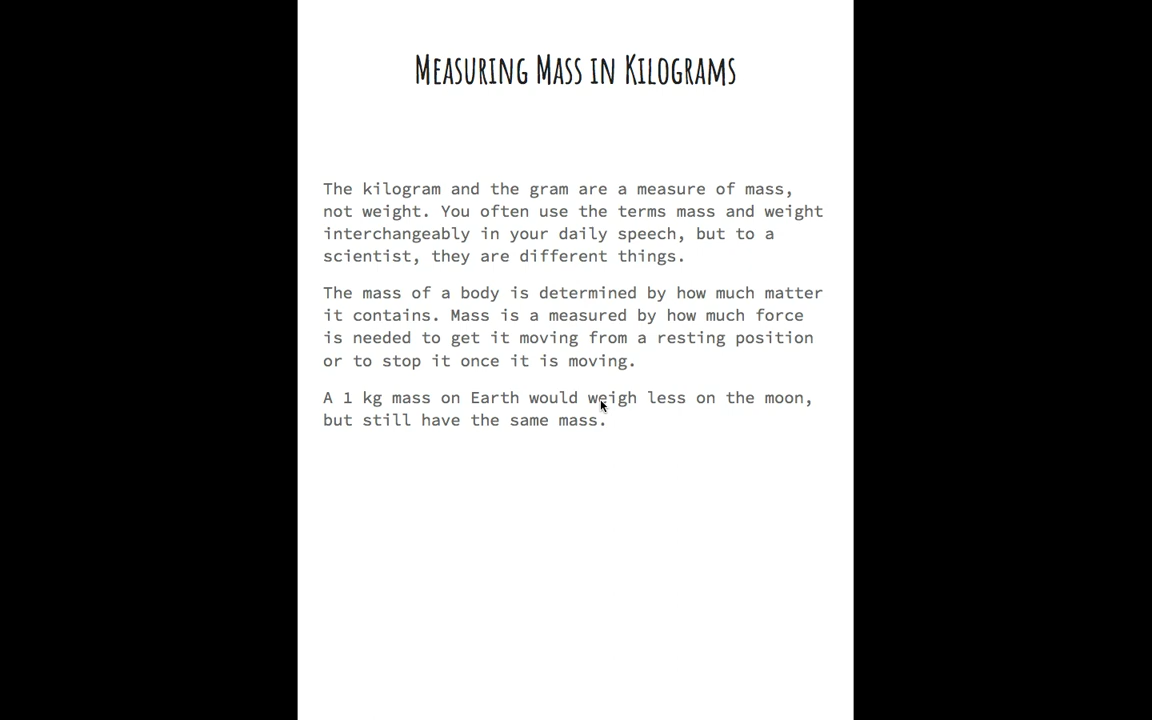 Measuring Mass in Kilograms
The kilogram and the gram are a measure of mass,
not weight. You often use the terms mass and weight
interchangeably in your daily speech, but to a
scientist, they are different things.
The mass of a body is determined by how much matter
it contains. Mass is a measured by how much force
is needed to get it moving from a resting position
or to stop it once it is moving.
A 1 kg mass on Earth would weigh less on the moon,
but still have the same mass.